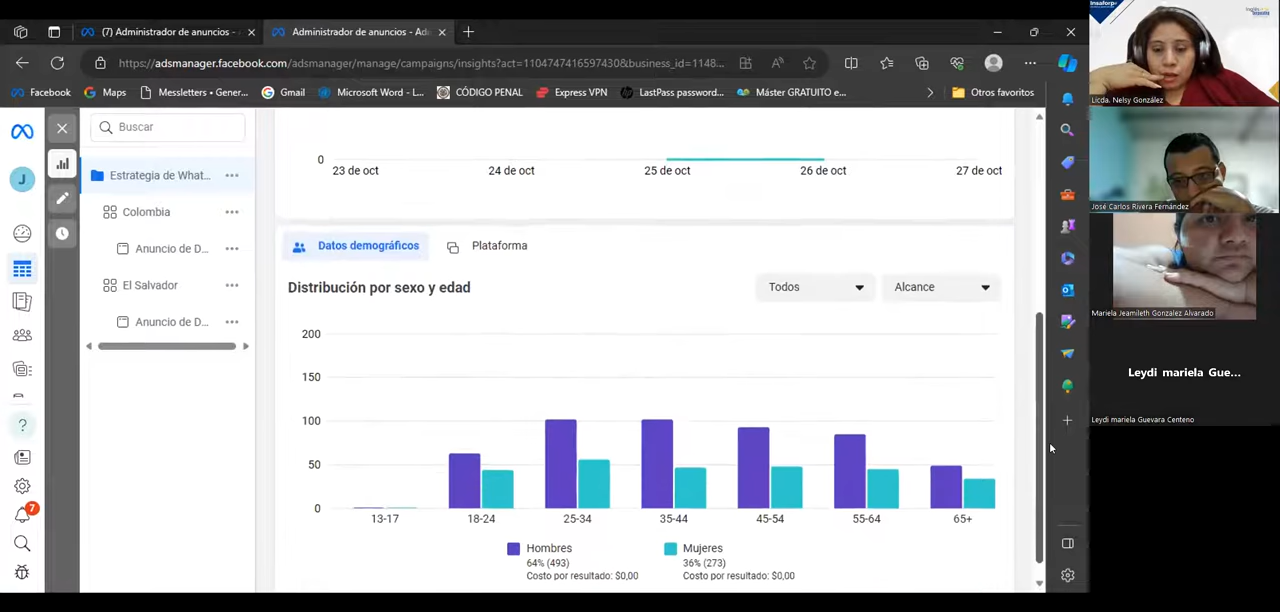 (7) Administrador de anuncios -
Administrador de anuncios - Ad
https://adsmanager.facebook.com/adsmanager/manage/campaigns/insights?act=1104747416597430&business_id=1148...
Facebook
Maps
Messletters • Gener...
Gmail
Microsoft Word - L...
CÓDIGO PENAL
Express VPN
LastPass password...
Máster GRATUITO e...
Otros favoritos
Buscar
Estrategia de What...
Colombia
Anuncio de D...
El Salvador
Anuncio de D...
J
7
0
23 de oct
24 de oct
25 de oct
26 de oct
27 de oct
Datos demográficos
Plataforma
Distribución por sexo y edad
Todos
Alcance
200
150
100
50
0
13-17
18-24
25-34
35-44
45-54
55-64
65+
Hombres
64% (493)
Costo por resultado: $0,00
Mujeres
36% (273)
Costo por resultado: $0,00
Insaforp
Licda. Nelsy González
José Carlos Rivera Fernández
Mariela Jeamileth Gonzalez Alvarado
Leydi mariela Gue...
Leydi mariela Guevara Centeno